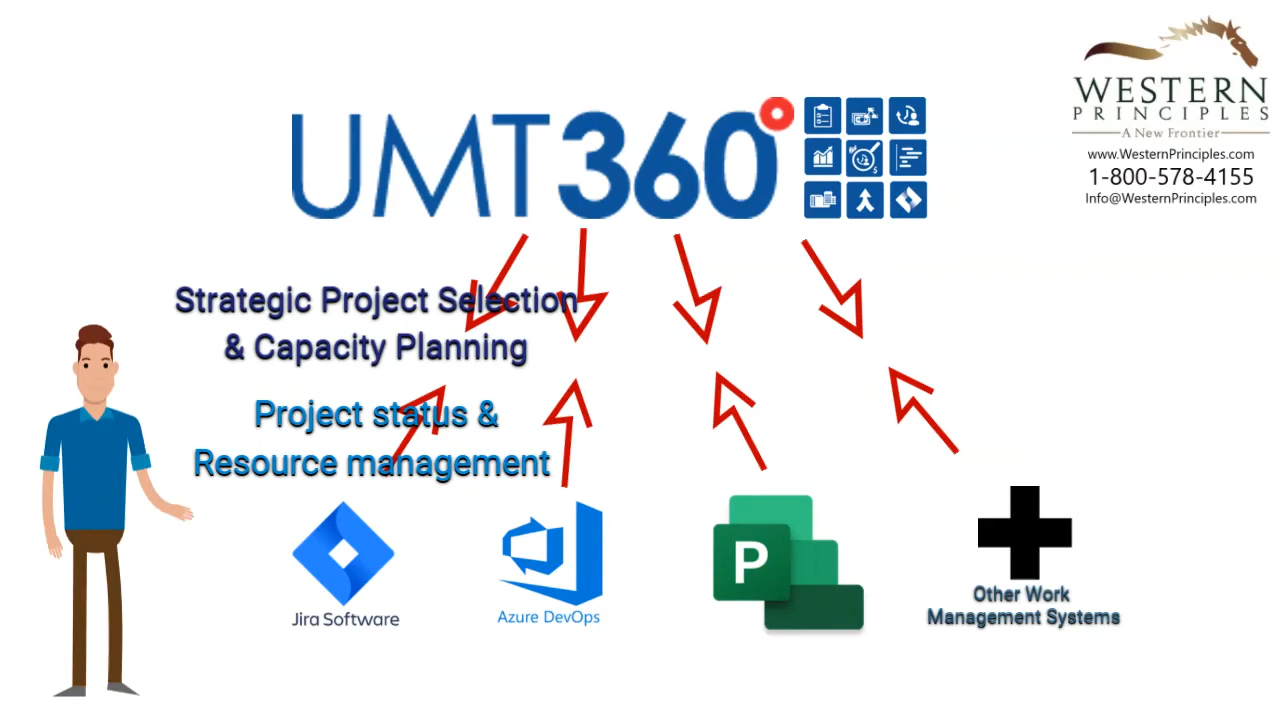 WESTERN
PRINCIPLES
A New Frontier
www.WesternPrinciples.com
1-800-578-4155
Info@WesternPrinciples.com
UMT360
Strategic Project Selection
& Capacity Planning
Project status &
Resource management
Jira Software
Azure DevOps
P
Other Work
Management Systems